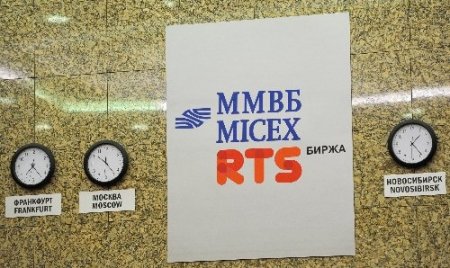 ММВБ
MICEX
RTS БИРЖА
ФРАНКФУРТ
FRANKFURT
МОСКВА
MOSCOW
НОВОСИБИРСК
NOVOSIBIRSK